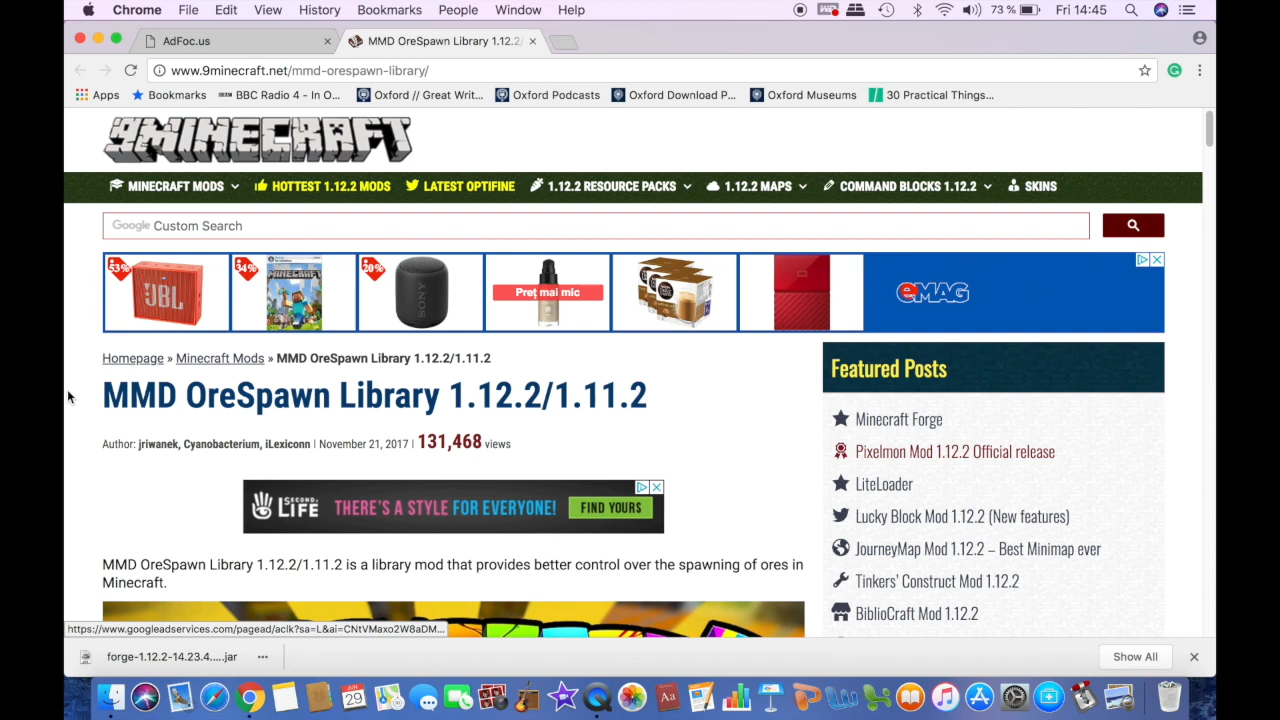 Chrome File Edit View History Bookmarks People Window Help 73 % Fri 14:45
AdFoc.us MMD OreSpawn Library 1.12.2/
www.9minecraft.net/mmd-orespawn-library/
Apps Bookmarks BBC Radio 4 - In O... Oxford // Great Writ... Oxford Podcasts Oxford Download P... Oxford Museums 30 Practical Things...
9MINECRAFT
MINECRAFT MODS HOTTEST 1.12.2 MODS LATEST OPTIFINE 1.12.2 RESOURCE PACKS 1.12.2 MAPS COMMAND BLOCKS 1.12.2 SKINS
Google Custom Search
53% 34% 20%
JBL MINECRAFT SONY Preț mai mic eMAG
Homepage » Minecraft Mods » MMD OreSpawn Library 1.12.2/1.11.2
MMD OreSpawn Library 1.12.2/1.11.2
Author: jriwanek, Cyanobacterium, iLexiconn | November 21, 2017 | 131,468 views
SECOND LIFE THERE'S A STYLE FOR EVERYONE! FIND YOURS
MMD OreSpawn Library 1.12.2/1.11.2 is a library mod that provides better control over the spawning of ores in
Minecraft.
Featured Posts
Minecraft Forge
Pixelmon Mod 1.12.2 Official release
LiteLoader
Lucky Block Mod 1.12.2 (New features)
JourneyMap Mod 1.12.2 – Best Minimap ever
Tinkers' Construct Mod 1.12.2
BiblioCraft Mod 1.12.2
https://www.googleadservices.com/pagead/aclk?sa=L&ai=CNtVMaxo2W8aDM...
forge-1.12.2-14.23.4.....jar Show All
JUN
29